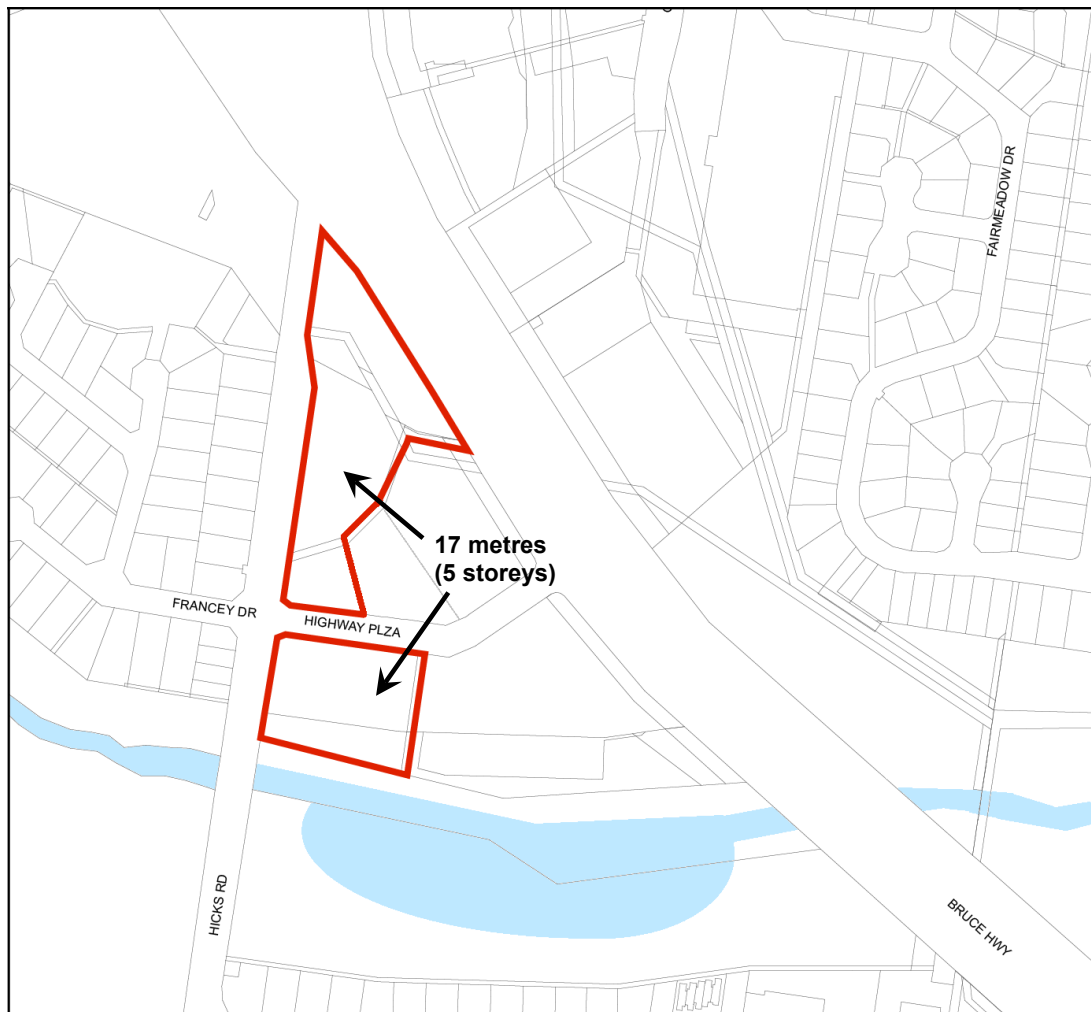 FAIRMEADOW DR
17 metres
(5 storeys)
FRANCEY DR
HIGHWAY PLZA
HICKS RD
BRUCE HWY